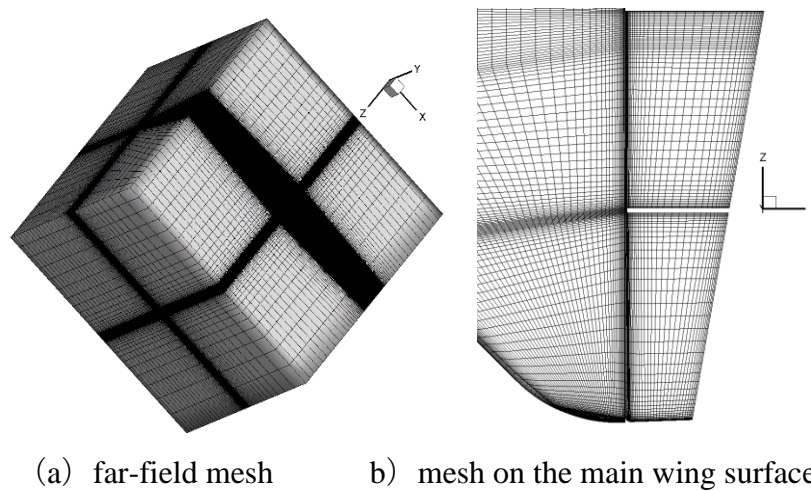 Y
Z
X
Z
（a）far-field mesh
b）mesh on the main wing surface